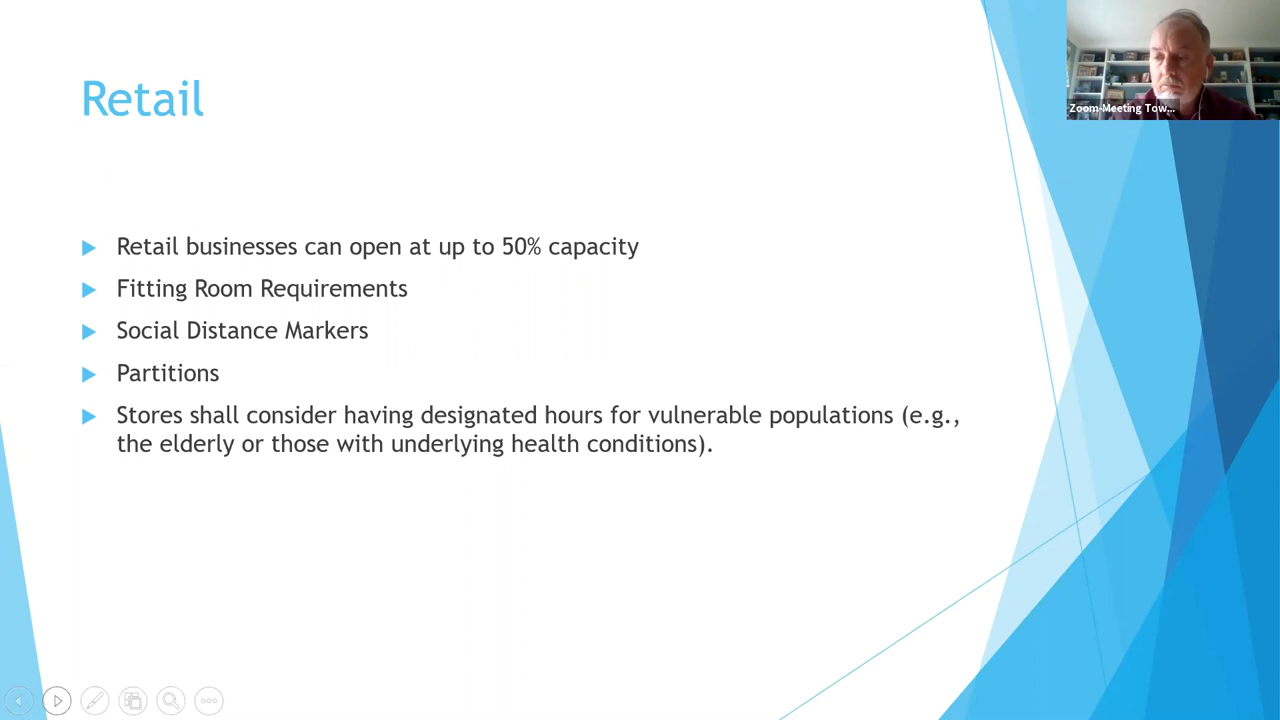 Retail
Zoom-Meeting Tow...
Retail businesses can open at up to 50% capacity
Fitting Room Requirements
Social Distance Markers
Partitions
Stores shall consider having designated hours for vulnerable populations (e.g.,
the elderly or those with underlying health conditions).